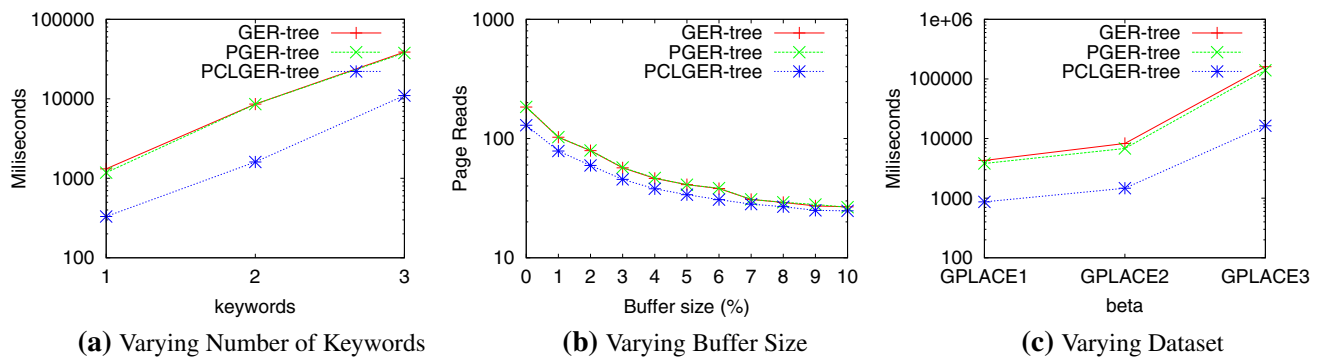 100000
10000
1000
100
Miliseconds
GER-tree
PGER-tree
PCLGER-tree
1 2 3
keywords
(a) Varying Number of Keywords
1000
100
10
Page Reads
GER-tree
PGER-tree
PCLGER-tree
0 1 2 3 4 5 6 7 8 9 10
Buffer size (%)
(b) Varying Buffer Size
1e+06
100000
10000
1000
100
Miliseconds
GER-tree
PGER-tree
PCLGER-tree
GPLACE1 GPLACE2 GPLACE3
beta
(c) Varying Dataset